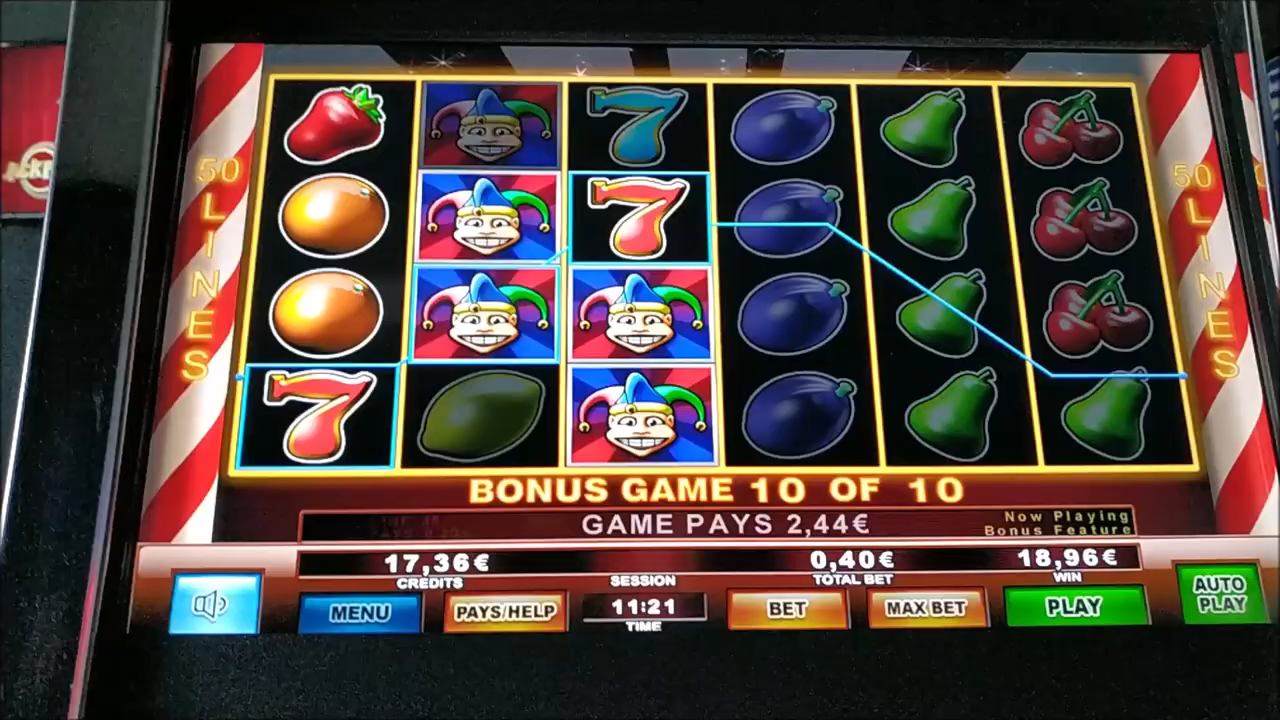 50
LINES
50
LINES
BONUS GAME 10 OF 10
GAME PAYS 2,44€
Now Playing
Bonus Feature
17,36€
CREDITS
SESSION
11:21
TIME
0,40€
TOTAL BET
18,96€
WIN
MENU
PAYS/HELP
BET
MAX BET
PLAY
AUTO
PLAY